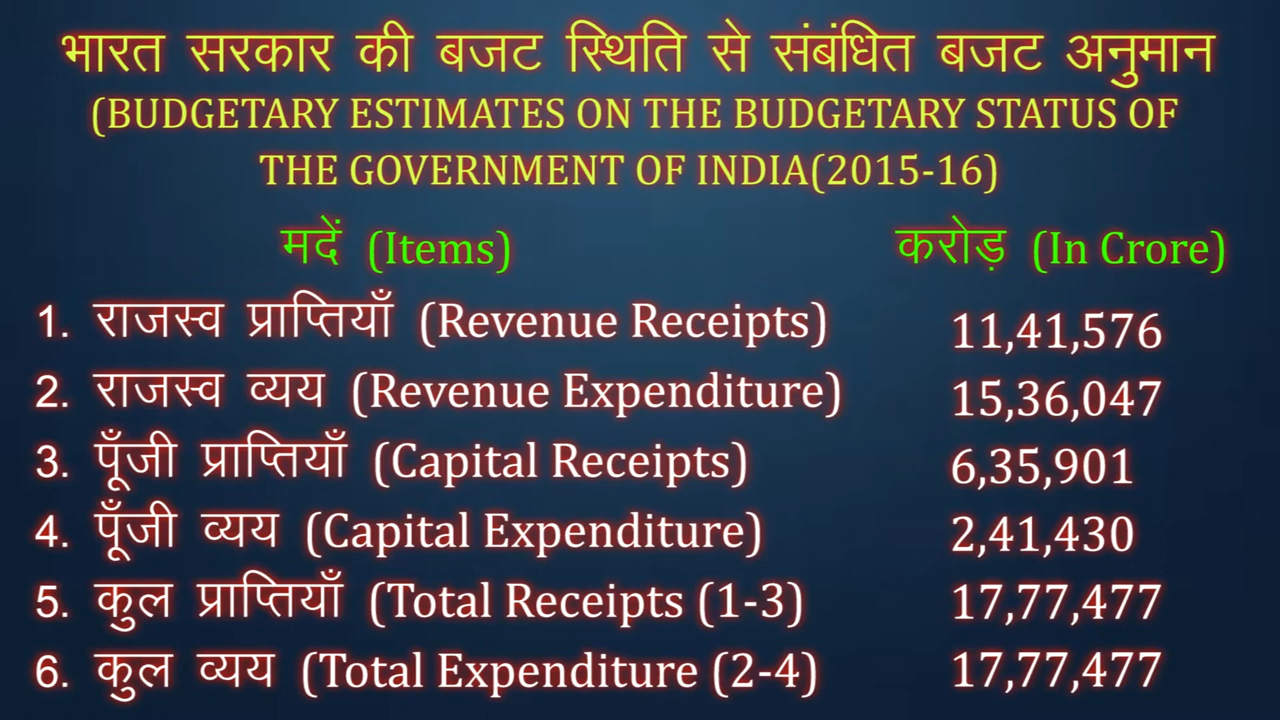 भारत सरकार की बजट स्थिति से संबंधित बजट अनुमान
(BUDGETARY ESTIMATES ON THE BUDGETARY STATUS OF
THE GOVERNMENT OF INDIA(2015-16)
मदें (Items) करोड़ (In Crore)
1. राजस्व प्राप्तियाँ (Revenue Receipts) 11,41,576
2. राजस्व व्यय (Revenue Expenditure) 15,36,047
3. पूँजी प्राप्तियाँ (Capital Receipts) 6,35,901
4. पूँजी व्यय (Capital Expenditure) 2,41,430
5. कुल प्राप्तियाँ (Total Receipts (1-3) 17,77,477
6. कुल व्यय (Total Expenditure (2-4) 17,77,477